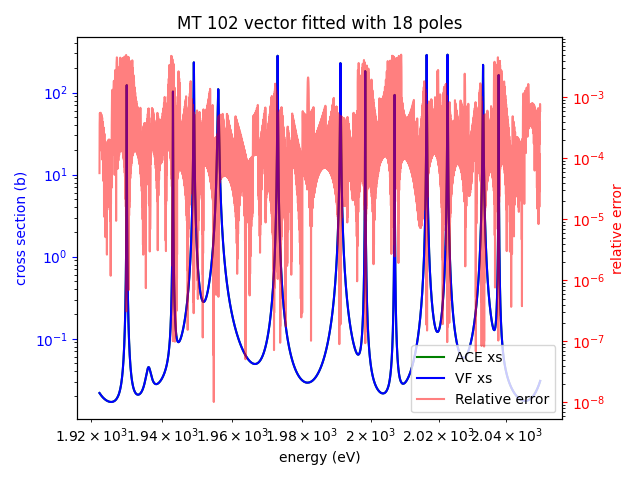 MT 102 vector fitted with 18 poles
10²
10¹
10⁰
10⁻¹
cross section (b)
10⁻³
10⁻⁴
10⁻⁵
10⁻⁶
10⁻⁷
10⁻⁸
relative error
ACE xs
VF xs
Relative error
1.92 × 10³ 1.94 × 10³ 1.96 × 10³ 1.98 × 10³ 2 × 10³ 2.02 × 10³ 2.04 × 10³
energy (eV)